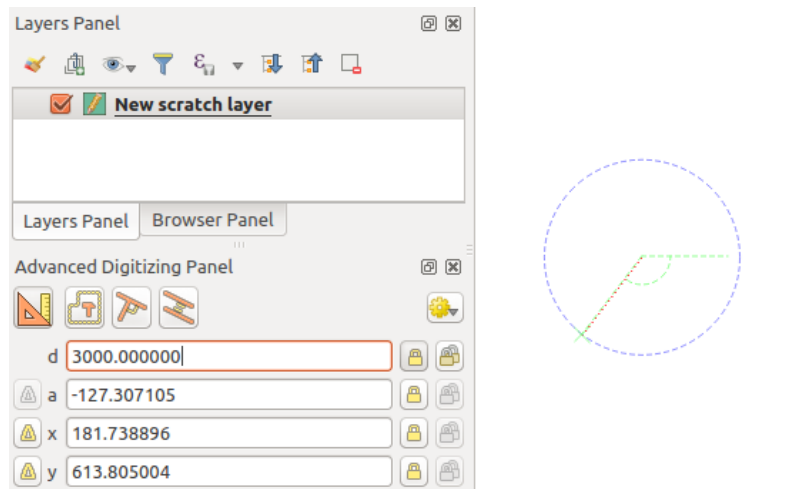 Layers Panel
New scratch layer
Layers Panel
Browser Panel
Advanced Digitizing Panel
d 3000.000000
a -127.307105
x 181.738896
y 613.805004